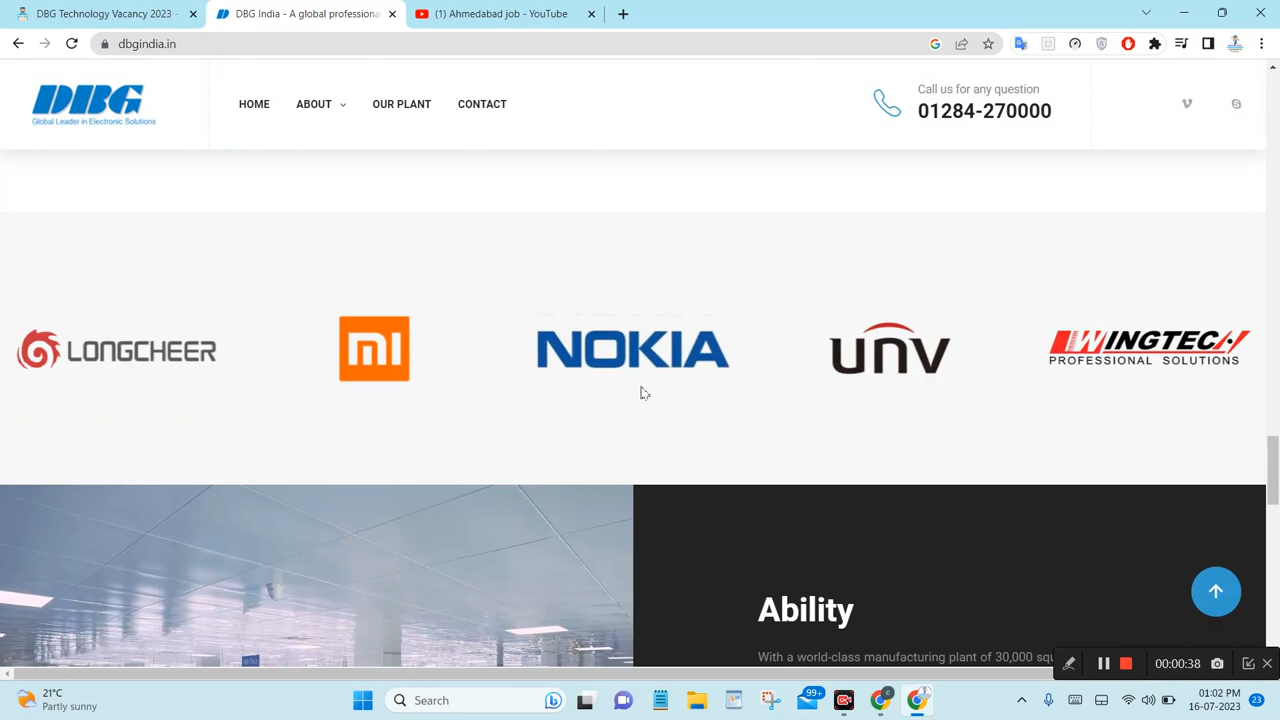 DBG Technology Vacancy 2023 -
DBG India - A global professiona
(1) Ahmedabad job - YouTube
dbgindia.in
DBG
Global Leader in Electronic Solutions
HOME
ABOUT
OUR PLANT
CONTACT
Call us for any question
01284-270000
LONGCHEER
mi
NOKIA
unv
WINGTECH
PROFESSIONAL SOLUTIONS
Ability
With a world-class manufacturing plant of 30,000 squ
00:00:38
21°C
Partly sunny
Search
99+
01:02 PM
16-07-2023
23